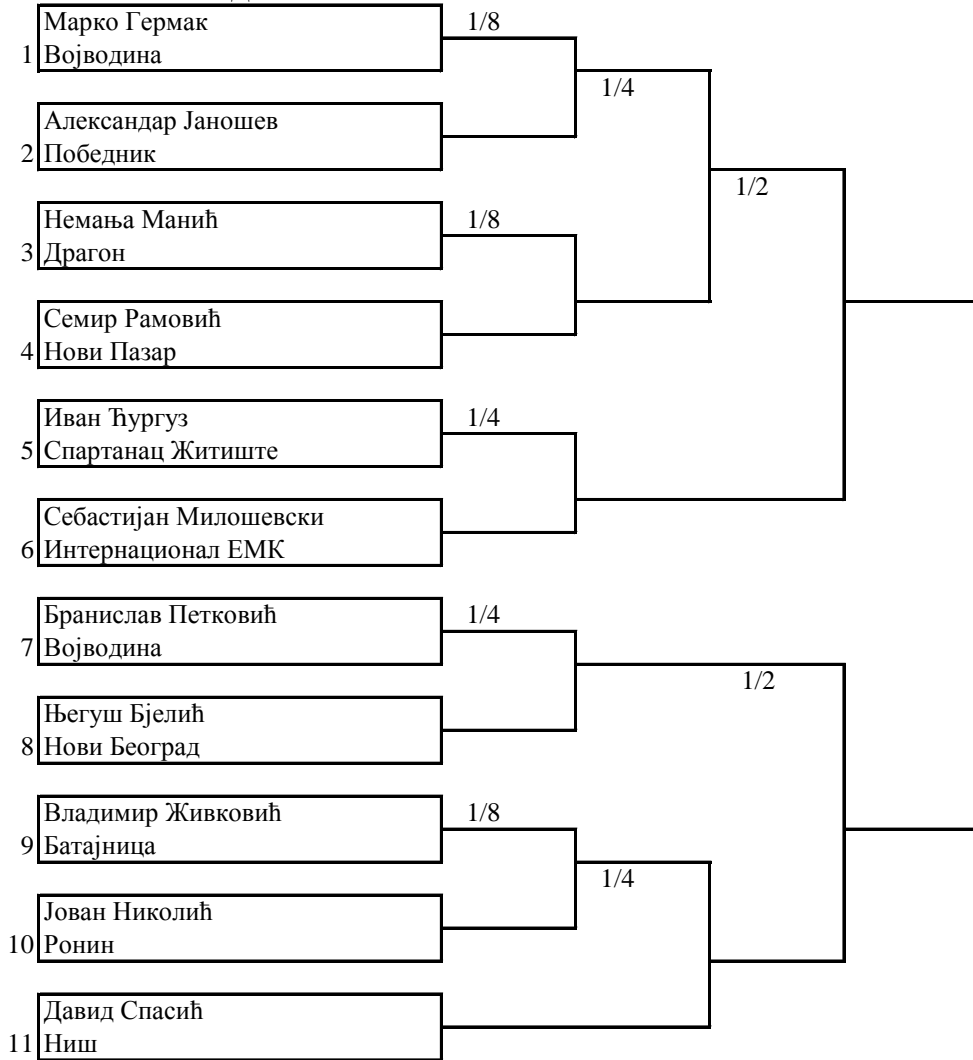 Марко Гермак 1/8
1 Војводина
1/4
Александар Јаношев
2 Победник
1/2
Немања Манић 1/8
3 Драгон
Семир Рамовић
4 Нови Пазар
Иван Ћургуз 1/4
5 Спартанац Житиште
Себастијан Милошевски
6 Интернационал ЕМК
Бранислав Петковић 1/4
7 Војводина
1/2
Његуш Бјелић
8 Нови Београд
Владимир Живковић 1/8
9 Батајница
1/4
Јован Николић
10 Ронин
Давид Спасић
11 Ниш